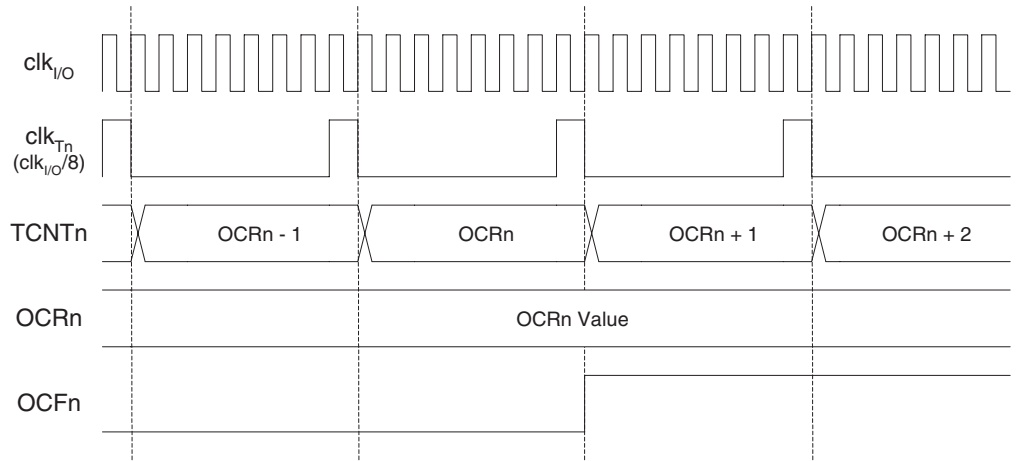 clkI/O
clkTn
(clkI/O/8)
TCNTn
OCRn - 1
OCRn
OCRn + 1
OCRn + 2
OCRn
OCRn Value
OCFn